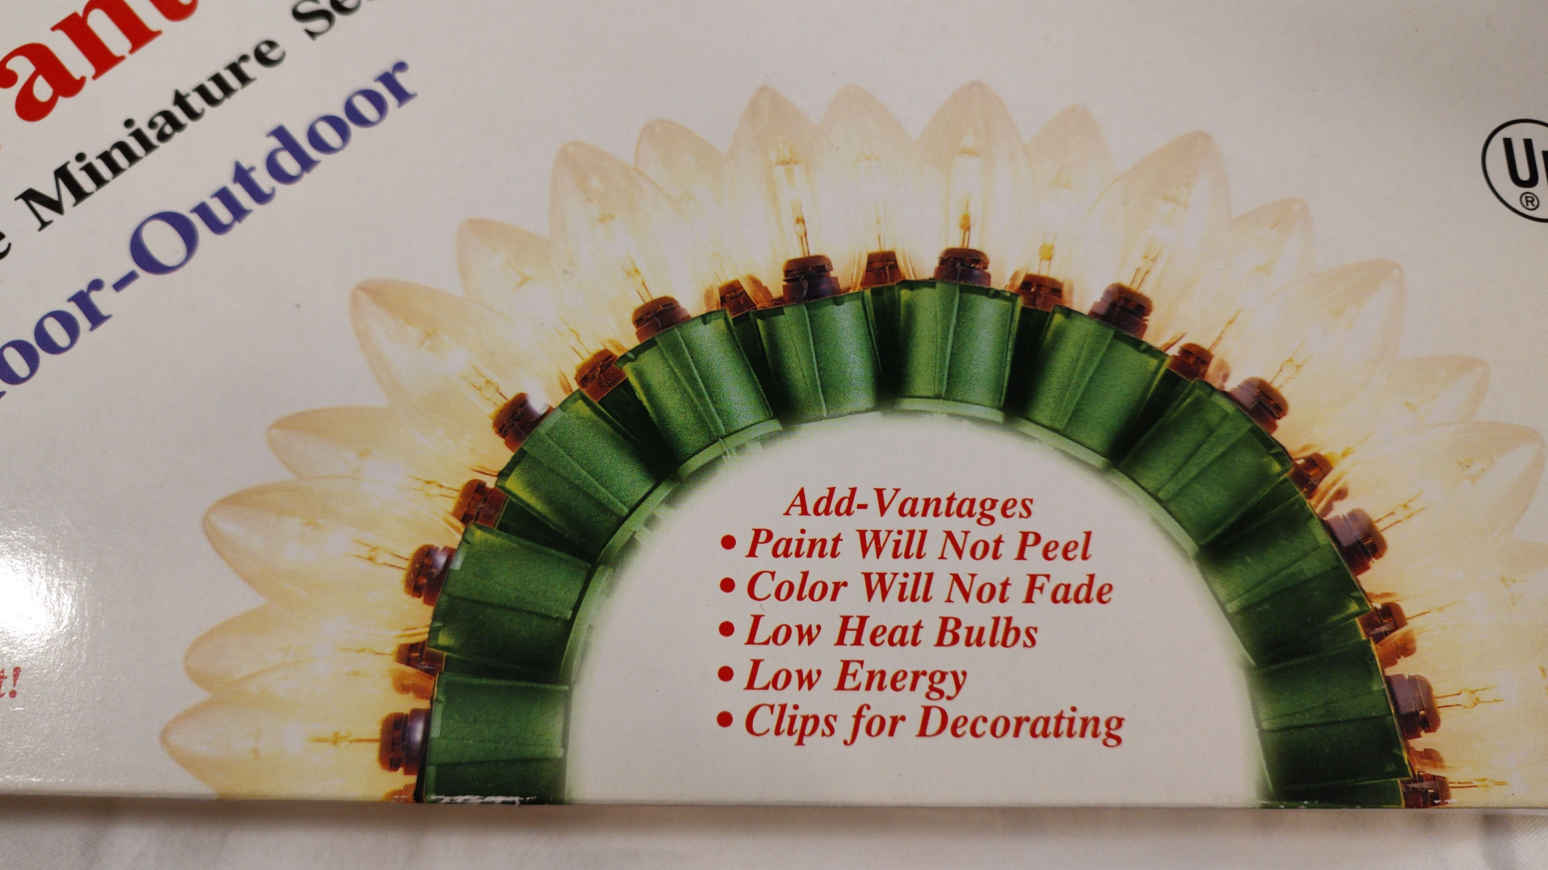 Miniature
Outdoor
UL
®
Add-Vantages
• Paint Will Not Peel
• Color Will Not Fade
• Low Heat Bulbs
• Low Energy
• Clips for Decorating